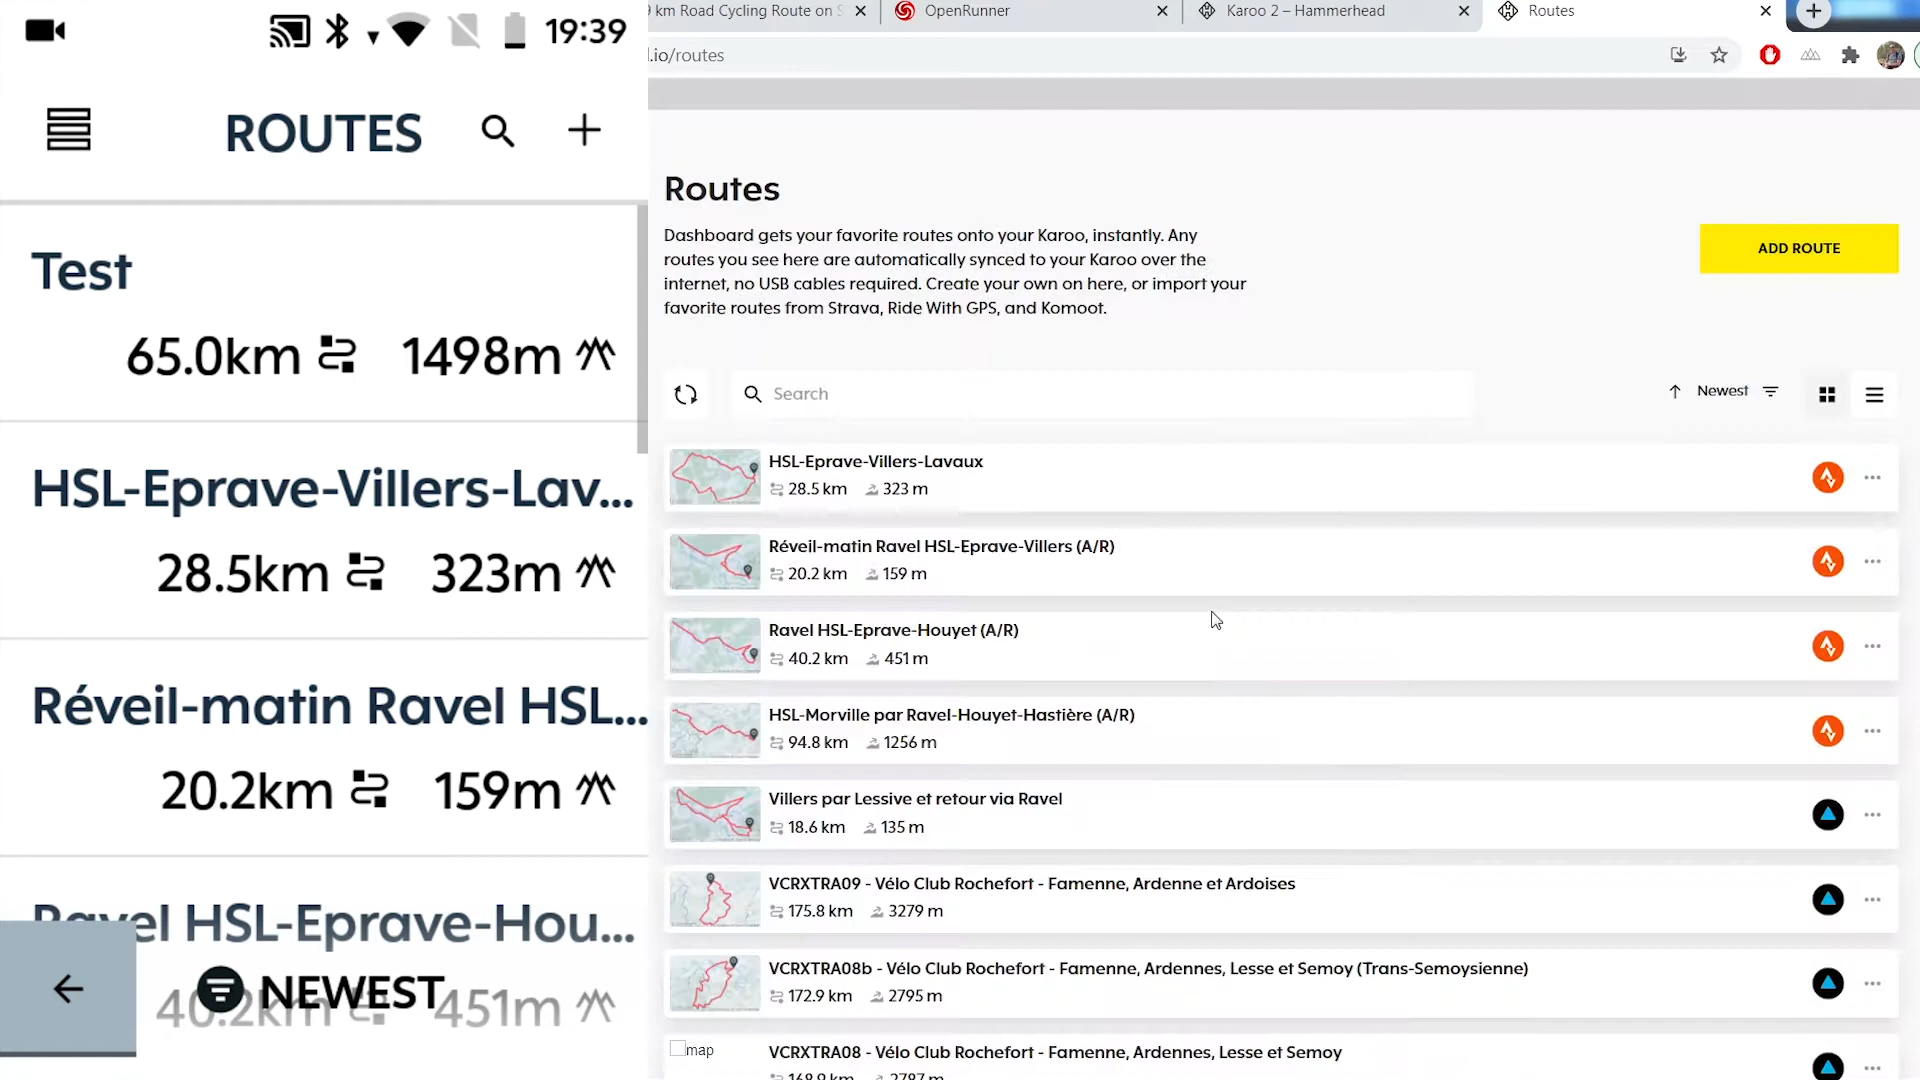 19:39
ROUTES
Test
65.0km 1498m
HSL-Eprave-Villers-Lav...
28.5km 323m
Réveil-matin Ravel HSL...
20.2km 159m
Ravel HSL-Eprave-Hou...
40.2km 451m
NEWEST
9 km Road Cycling Route on S
OpenRunner
Karoo 2 – Hammerhead
Routes
.io/routes
Routes
Dashboard gets your favorite routes onto your Karoo, instantly. Any
routes you see here are automatically synced to your Karoo over the
internet, no USB cables required. Create your own on here, or import your
favorite routes from Strava, Ride With GPS, and Komoot.
ADD ROUTE
Search
Newest
HSL-Eprave-Villers-Lavaux
28.5 km 323 m
Réveil-matin Ravel HSL-Eprave-Villers (A/R)
20.2 km 159 m
Ravel HSL-Eprave-Houyet (A/R)
40.2 km 451 m
HSL-Morville par Ravel-Houyet-Hastière (A/R)
94.8 km 1256 m
Villers par Lessive et retour via Ravel
18.6 km 135 m
VCRXTRA09 - Vélo Club Rochefort - Famenne, Ardenne et Ardoises
175.8 km 3279 m
VCRXTRA08b - Vélo Club Rochefort - Famenne, Ardennes, Lesse et Semoy (Trans-Semoysienne)
172.9 km 2795 m
map
VCRXTRA08 - Vélo Club Rochefort - Famenne, Ardennes, Lesse et Semoy
168.9 km 2787 m